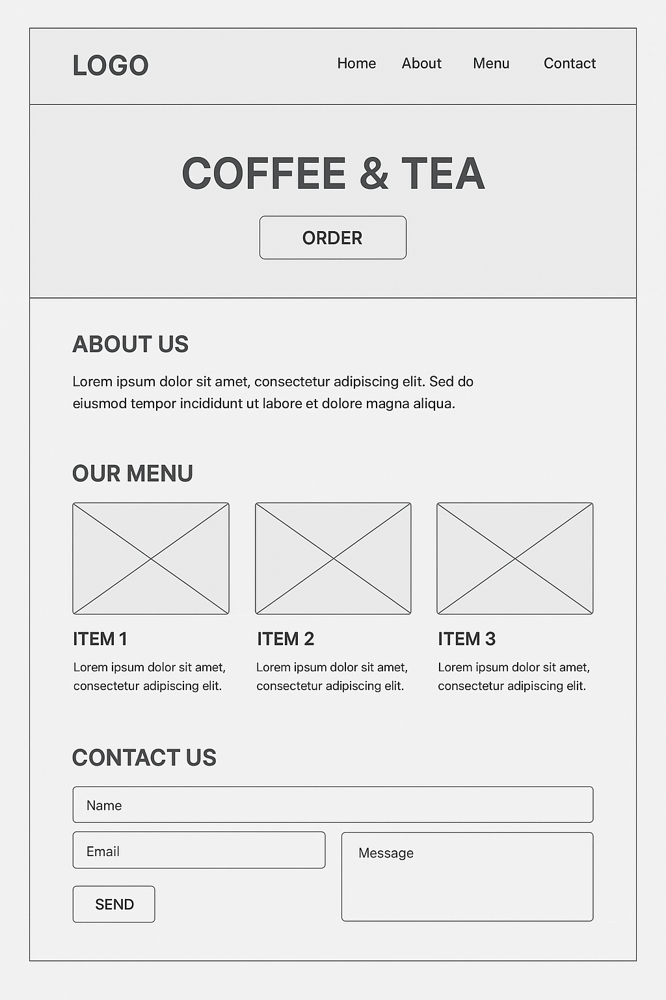 LOGO
Home About Menu Contact
COFFEE & TEA
ORDER
ABOUT US
Lorem ipsum dolor sit amet, consectetur adipiscing elit. Sed do
eiusmod tempor incididunt ut labore et dolore magna aliqua.
OUR MENU
ITEM 1
Lorem ipsum dolor sit amet,
consectetur adipiscing elit.
ITEM 2
Lorem ipsum dolor sit amet,
consectetur adipiscing elit.
ITEM 3
Lorem ipsum dolor sit amet,
consectetur adipiscing elit.
CONTACT US
Name
Email
Message
SEND